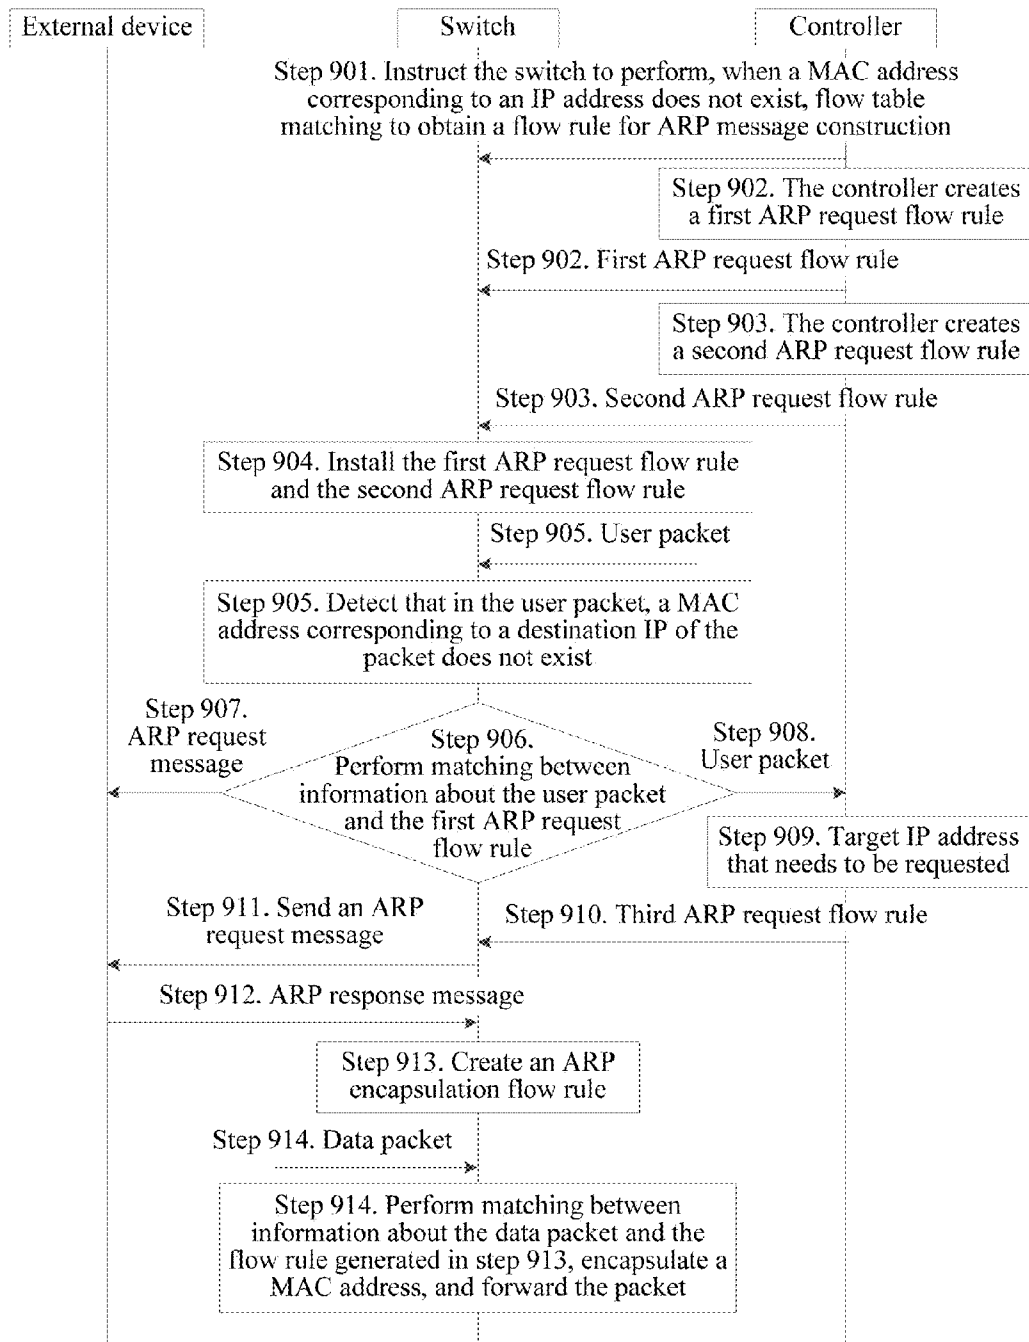 External device
Switch
Controller
Step 901. Instruct the switch to perform, when a MAC address
corresponding to an IP address does not exist, flow table
matching to obtain a flow rule for ARP message construction
Step 902. The controller creates
a first ARP request flow rule
Step 902. First ARP request flow rule
Step 903. The controller creates
a second ARP request flow rule
Step 903. Second ARP request flow rule
Step 904. Install the first ARP request flow rule
and the second ARP request flow rule
Step 905. User packet
Step 905. Detect that in the user packet, a MAC
address corresponding to a destination IP of the
packet does not exist
Step 907.
ARP request
message
Step 906.
Perform matching between
information about the user packet
and the first ARP request
flow rule
Step 908.
User packet
Step 909. Target IP address
that needs to be requested
Step 911. Send an ARP
request message
Step 910. Third ARP request flow rule
Step 912. ARP response message
Step 913. Create an ARP
encapsulation flow rule
Step 914. Data packet
Step 914. Perform matching between
information about the data packet and the
flow rule generated in step 913, encapsulate a
MAC address, and forward the packet